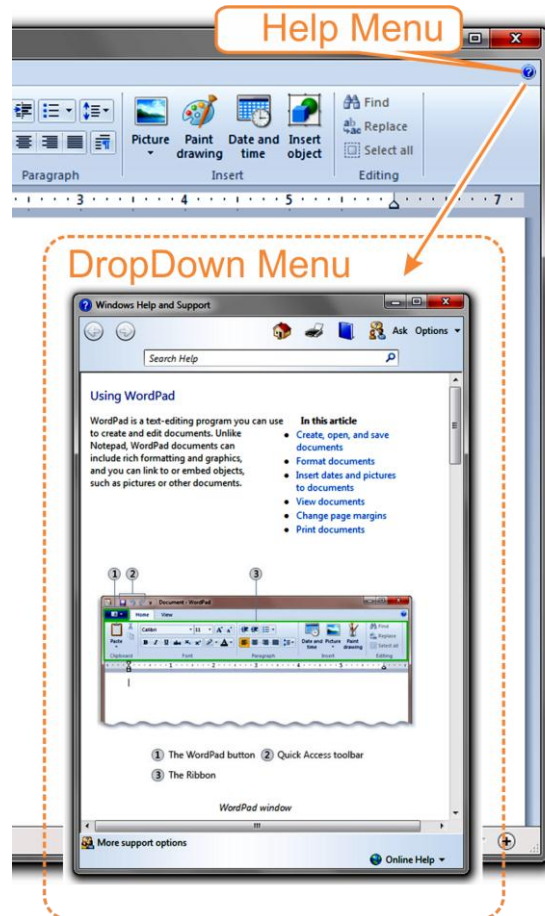 Help Menu
Find
Replace
Select all
Picture
Paint drawing
Date and time
Insert object
Paragraph
Insert
Editing
3 4 5 7
DropDown Menu
Windows Help and Support
Ask Options
Search Help
Using WordPad
WordPad is a text-editing program you can use
to create and edit documents. Unlike
Notepad, WordPad documents can
include rich formatting and graphics,
and you can link to or embed objects,
such as pictures or other documents.
In this article
Create, open, and save
documents
Format documents
Insert dates and pictures
to documents
View documents
Change page margins
Print documents
1 2 3
Document - WordPad
Home View
Calibri 11
Paste
Date and time
Picture
Paint drawing
Find
Replace
Select all
Clipboard Font Paragraph Insert Editing
1 2 3 4 5
1 The WordPad button 2 Quick Access toolbar
3 The Ribbon
WordPad window
More support options
Online Help